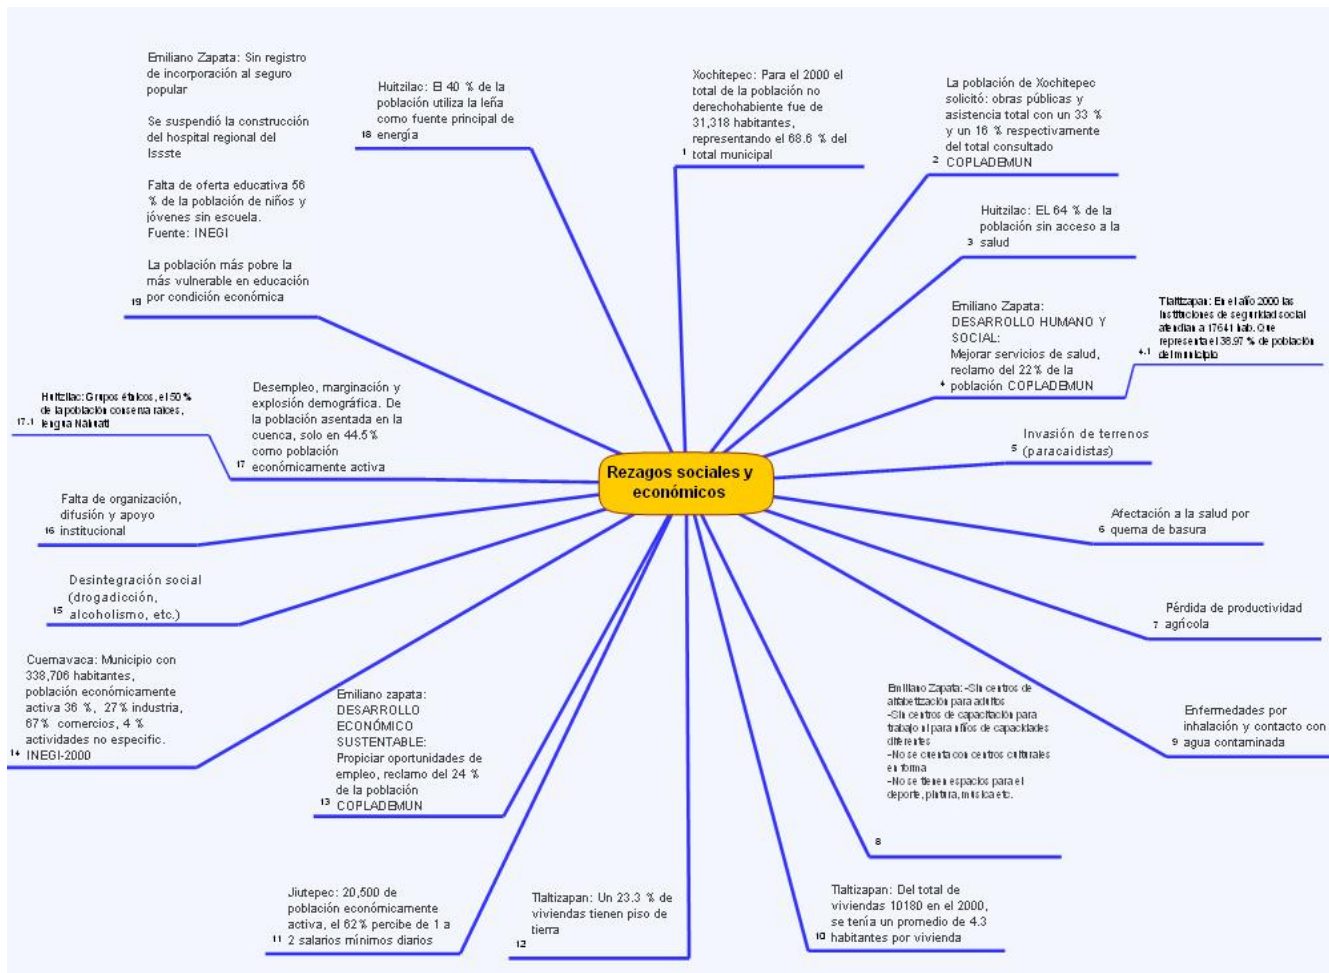 Rezagos sociales y
económicos
Xochitepec: Para el 2000 el
total de la población no
derechohabiente fue de
31,318 habitantes,
representando el 68.6 % del
1 total municipal
La población de Xochitepec
solicitó: obras públicas y
asistencia total con un 33 %
y un 16 % respectivamente
del total consultado
2 COPLADEMUN
Huitzilac: EL 64 % de la
población sin acceso a la
3 salud
Emiliano Zapata:
DESARROLLO HUMANO Y
SOCIAL:
Mejorar servicios de salud,
reclamo del 22% de la
4 población COPLADEMUN
Tlaltizapan: En el año 2000 las
Instituciones de seguridad social
atendian a 17641 hab. Que
representa el 38.97 % de población
4.1 del municipio
Invasión de terrenos
5 (paracaidistas)
Afectación a la salud por
6 quema de basura
Pérdida de productividad
7 agrícola
Emiliano Zapata: -Sin centros de
alfabetización para adultos
-Sin centros de capacitación para
trabajo ni para niños de capacidades
diferentes
-No se cuenta con centros culturales
en forma
-No se tienen espacios para el
deporte, pintura, música etc.
8
Enfermedades por
inhalación y contacto con
9 agua contaminada
Tlaltizapan: Del total de
viviendas 10180 en el 2000,
se tenía un promedio de 4.3
10 habitantes por vivienda
Jiutepec: 20,500 de
población económicamente
activa, el 62% percibe de 1 a
11 2 salarios mínimos diarios
Tlaltizapan: Un 23.3 % de
viviendas tienen piso de
tierra
12
Emiliano zapata:
DESARROLLO
ECONÓMICO
SUSTENTABLE:
Propiciar oportunidades de
empleo, reclamo del 24 %
de la población
13 COPLADEMUN
Cuernavaca: Municipio con
338,706 habitantes,
población económicamente
activa 36 %, 27% industria,
67% comercios, 4 %
actividades no especific.
14 INEGI-2000
Desintegración social
(drogadicción,
15 alcoholismo, etc.)
Falta de organización,
difusión y apoyo
16 institucional
Desempleo, marginación y
explosión demográfica. De
la población asentada en la
cuenca, solo en 44.5%
como población
17 económicamente activa
Huitzilac: Grupos étnicos, el 50 %
de la población conserva raíces,
17.1 lengua Náhuatl
Huitzilac: El 40 % de la
población utiliza la leña
como fuente principal de
18 energía
Emiliano Zapata: Sin registro
de incorporación al seguro
popular
Se suspendió la construcción
del hospital regional del
Issste
Falta de oferta educativa 56
% de la población de niños y
jóvenes sin escuela.
Fuente: INEGI
La población más pobre la
más vulnerable en educación
19 por condición económica